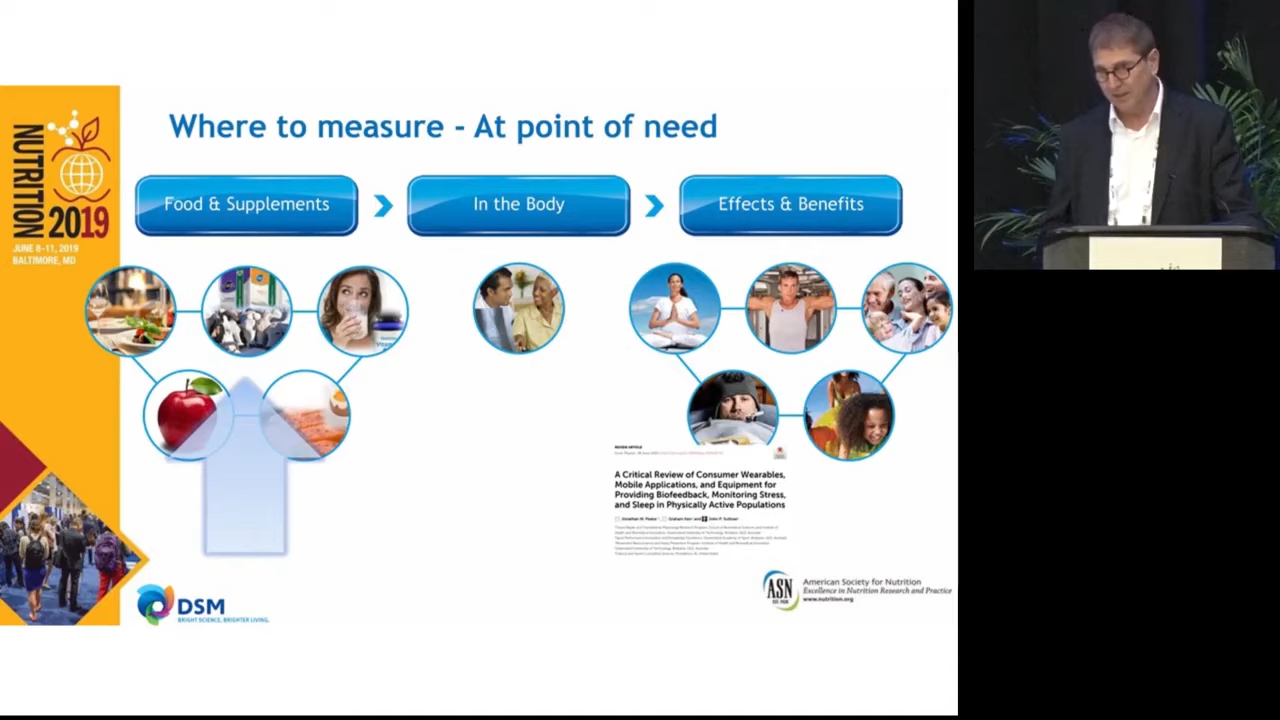 NUTRITION
2019
JUNE 8-11, 2019
BALTIMORE, MD
Where to measure - At point of need
Food & Supplements
In the Body
Effects & Benefits
REVIEW ARTICLE
A Critical Review of Consumer Wearables,
Mobile Applications, and Equipment for
Providing Biofeedback, Monitoring Stress,
and Sleep in Physically Active Populations
DSM
BRIGHT SCIENCE. BRIGHTER LIVING.
ASN
American Society for Nutrition
Excellence in Nutrition Research and Practice
www.nutrition.org